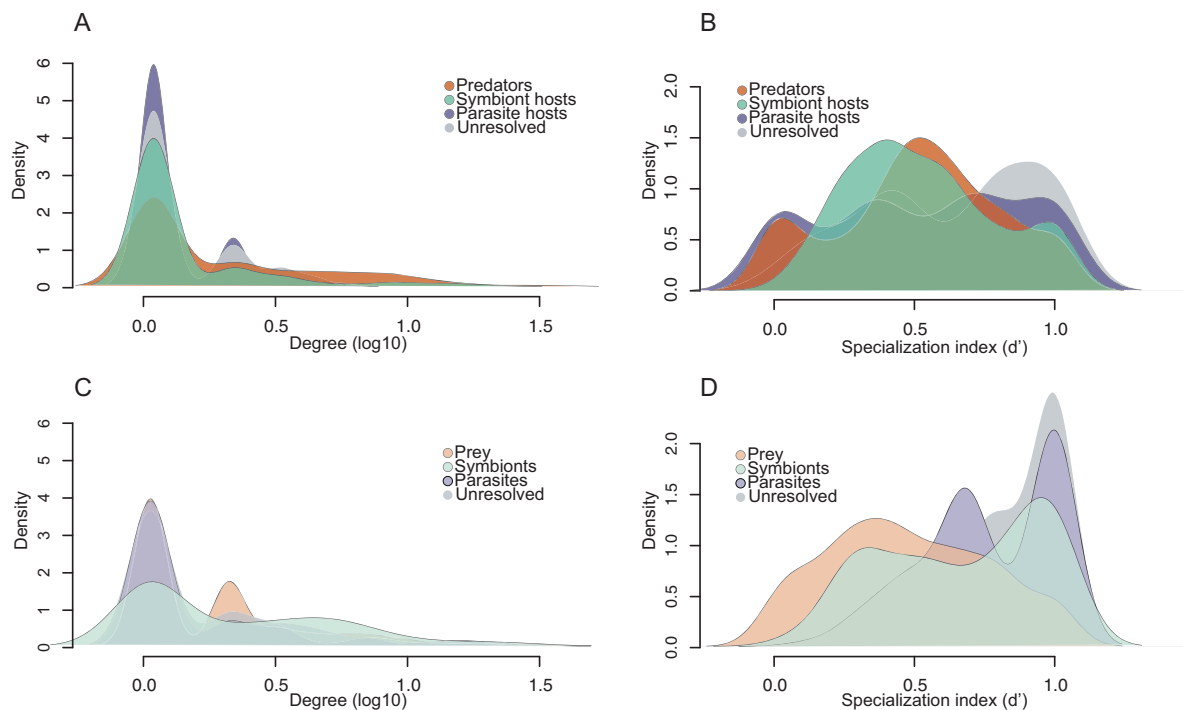 A
Density
0
1
2
3
4
5
6
Predators
Symbiont hosts
Parasite hosts
Unresolved
0.0 0.5 1.0 1.5
Degree (log10)
B
Density
0.0
0.5
1.0
1.5
2.0
Predators
Symbiont hosts
Parasite hosts
Unresolved
0.0 0.5 1.0
Specialization index (d’)
C
Density
0
1
2
3
4
5
6
Prey
Symbionts
Parasites
Unresolved
0.0 0.5 1.0 1.5
Degree (log10)
D
Density
0.0
0.5
1.0
1.5
2.0
Prey
Symbionts
Parasites
Unresolved
0.0 0.5 1.0
Specialization index (d’)